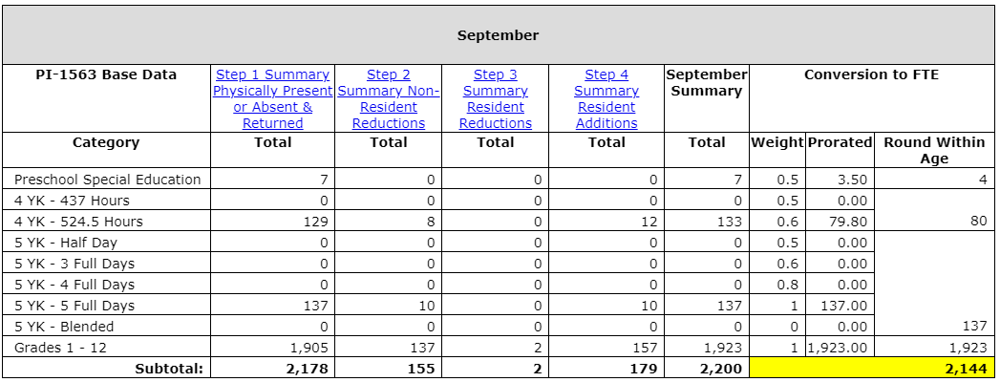 September
PI-1563 Base Data Step 1 Summary Physically Present or Absent & Returned Step 2 Summary Non-Resident Reductions Step 3 Summary Resident Reductions Step 4 Summary Resident Additions September Summary Conversion to FTE
Category Total Total Total Total Total Weight Prorated Round Within Age
Preschool Special Education 7 0 0 0 7 0.5 3.50 4
4 YK - 437 Hours 0 0 0 0 0 0.5 0.00
4 YK - 524.5 Hours 129 8 0 12 133 0.6 79.80 80
5 YK - Half Day 0 0 0 0 0 0.5 0.00
5 YK - 3 Full Days 0 0 0 0 0 0.6 0.00
5 YK - 4 Full Days 0 0 0 0 0 0.8 0.00
5 YK - 5 Full Days 137 10 0 10 137 1 137.00
5 YK - Blended 0 0 0 0 0 0 0.00 137
Grades 1 - 12 1,905 137 2 157 1,923 1 1,923.00 1,923
Subtotal: 2,178 155 2 179 2,200 2,144